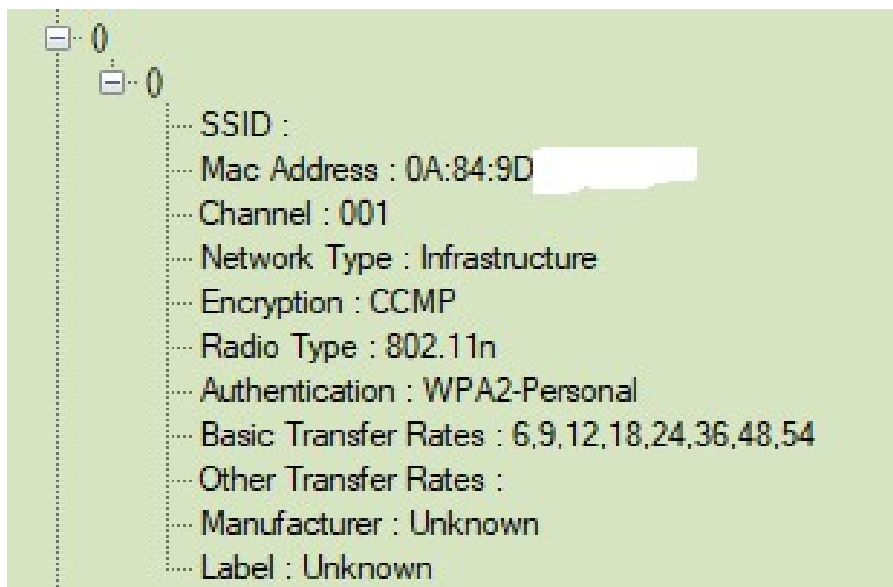 ()
()
SSID :
Mac Address : 0A:84:9D
Channel : 001
Network Type : Infrastructure
Encryption : CCMP
Radio Type : 802.11n
Authentication : WPA2-Personal
Basic Transfer Rates : 6,9,12,18,24,36,48,54
Other Transfer Rates :
Manufacturer : Unknown
Label : Unknown